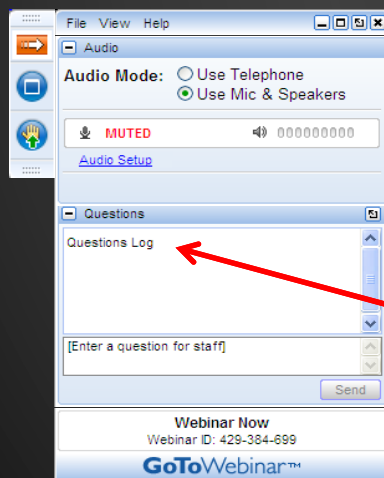 File View Help
Audio
Audio Mode: Use Telephone
Use Mic & Speakers
MUTED 000000000
Audio Setup
Questions
Questions Log
[Enter a question for staff]
Send
Webinar Now
Webinar ID: 429-384-699
GoToWebinar™